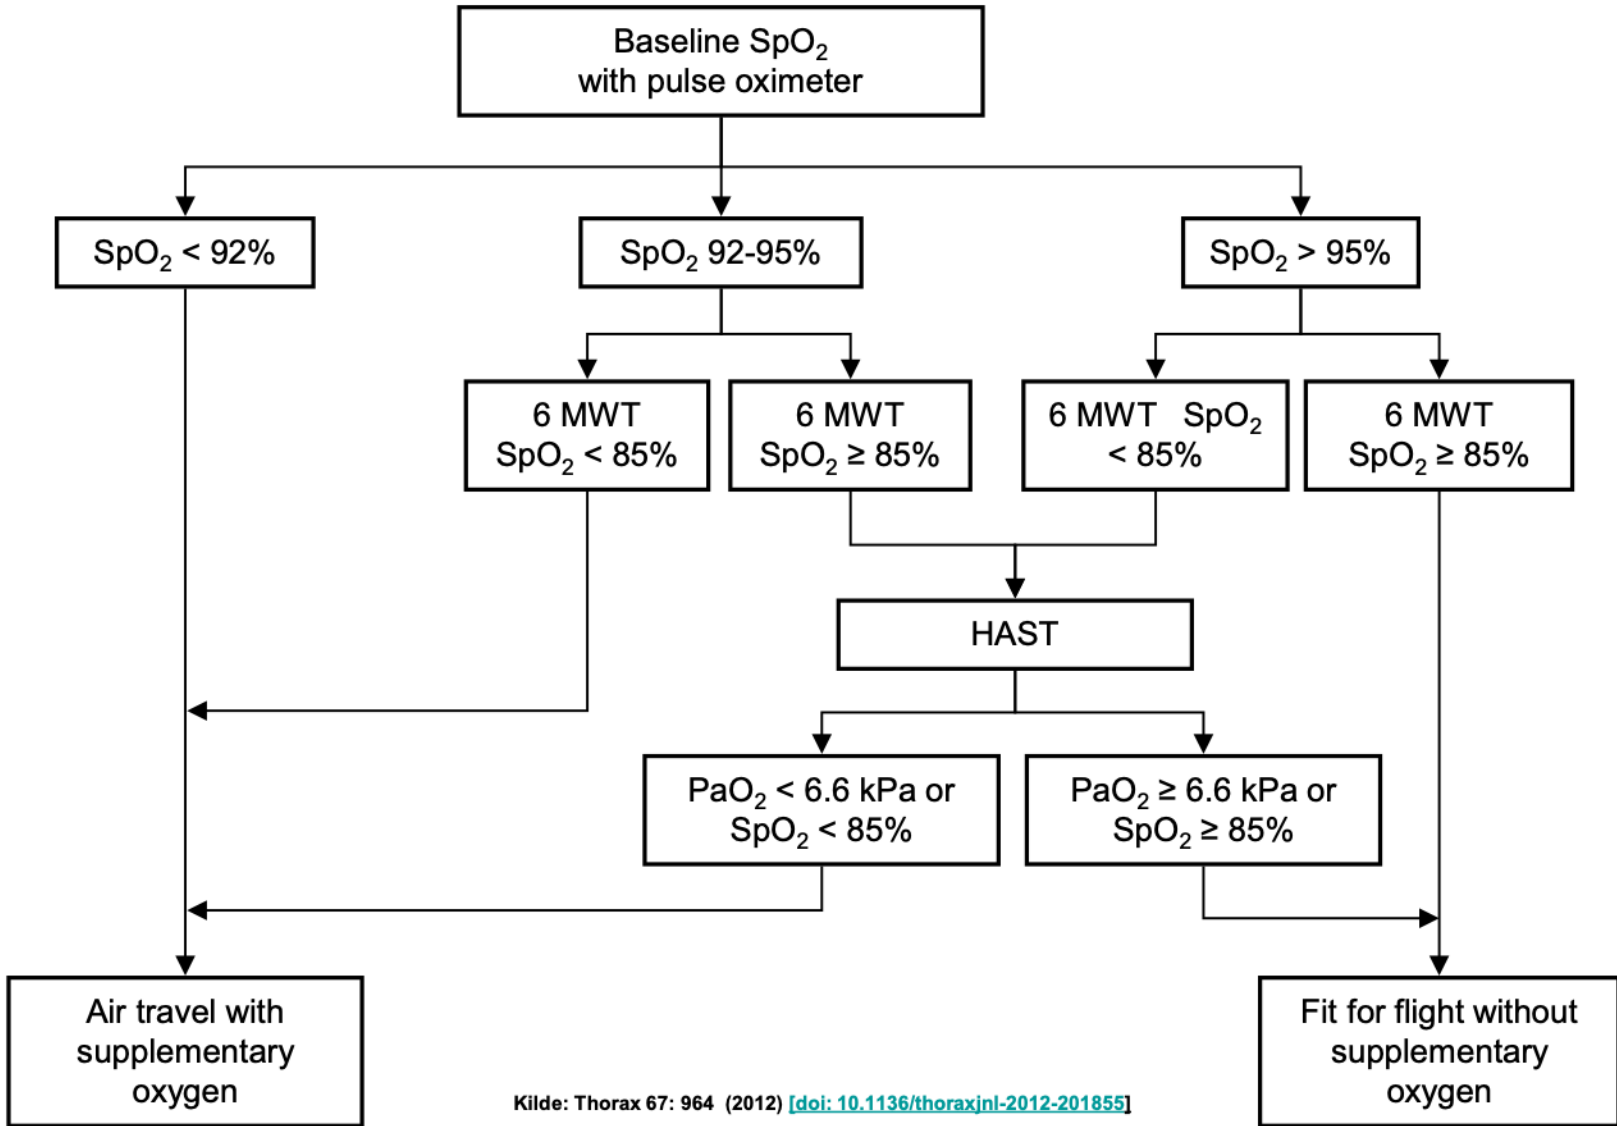 Baseline SpO₂
with pulse oximeter
SpO₂ < 92%
SpO₂ 92-95%
SpO₂ > 95%
6 MWT
SpO₂ < 85%
6 MWT
SpO₂ ≥ 85%
6 MWT SpO₂
< 85%
6 MWT
SpO₂ ≥ 85%
HAST
PaO₂ < 6.6 kPa or
SpO₂ < 85%
PaO₂ ≥ 6.6 kPa or
SpO₂ ≥ 85%
Air travel with
supplementary
oxygen
Fit for flight without
supplementary
oxygen
Kilde: Thorax 67: 964 (2012) [doi: 10.1136/thoraxjnl-2012-201855]